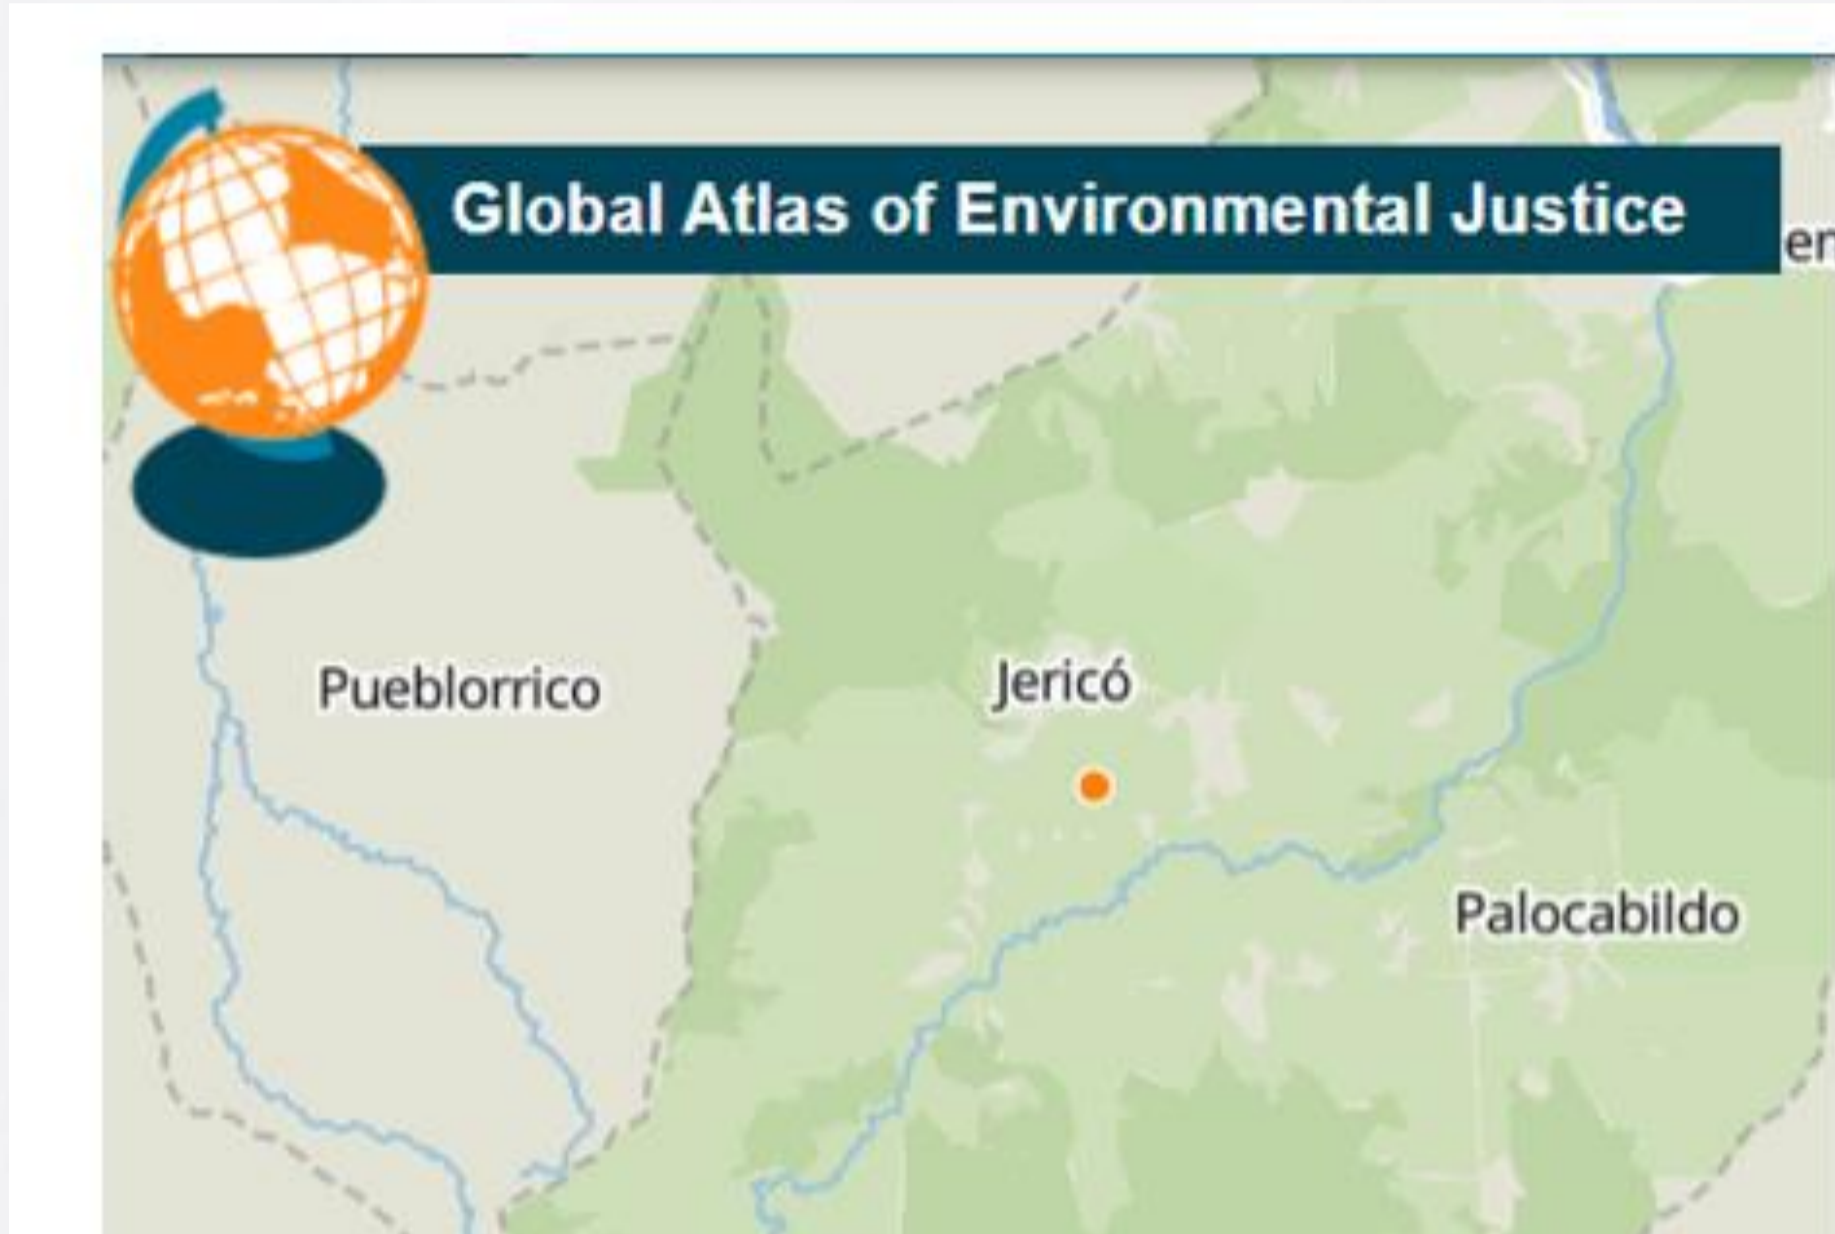 Global Atlas of Environmental Justice
Pueblorrico
Jericó
Palocabildo